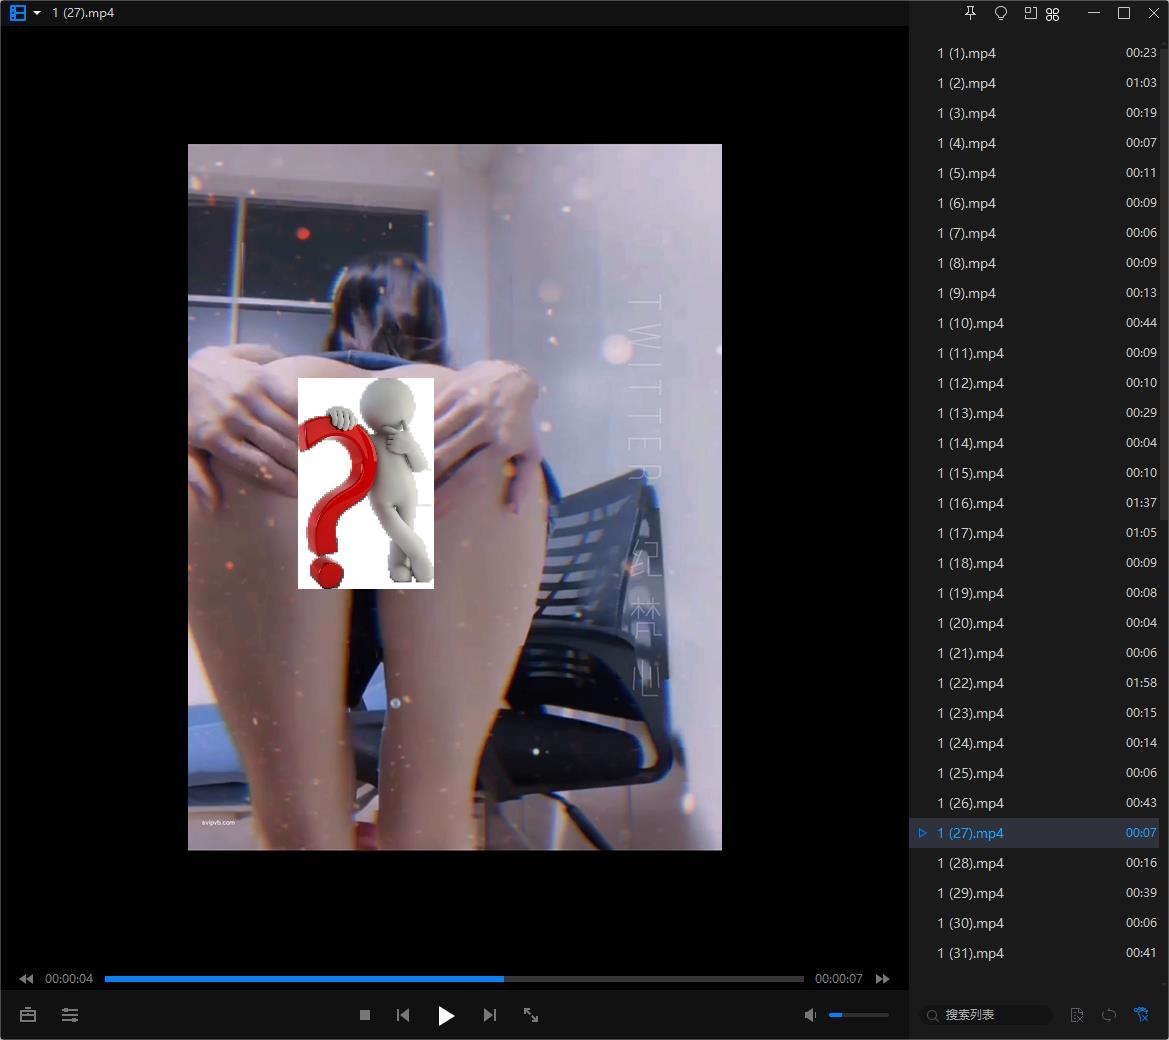 1 (27).mp4
1 (1).mp4 00:23
1 (2).mp4 01:03
1 (3).mp4 00:19
1 (4).mp4 00:07
1 (5).mp4 00:11
1 (6).mp4 00:09
1 (7).mp4 00:06
1 (8).mp4 00:09
1 (9).mp4 00:13
1 (10).mp4 00:44
1 (11).mp4 00:09
1 (12).mp4 00:10
1 (13).mp4 00:29
1 (14).mp4 00:04
1 (15).mp4 00:10
1 (16).mp4 01:37
1 (17).mp4 01:05
1 (18).mp4 00:09
1 (19).mp4 00:08
1 (20).mp4 00:04
1 (21).mp4 00:06
1 (22).mp4 01:58
1 (23).mp4 00:15
1 (24).mp4 00:14
1 (25).mp4 00:06
1 (26).mp4 00:43
1 (27).mp4 00:07
1 (28).mp4 00:16
1 (29).mp4 00:39
1 (30).mp4 00:06
1 (31).mp4 00:41
TWITTER
svipvb.com
00:00:04 00:00:07
搜索列表